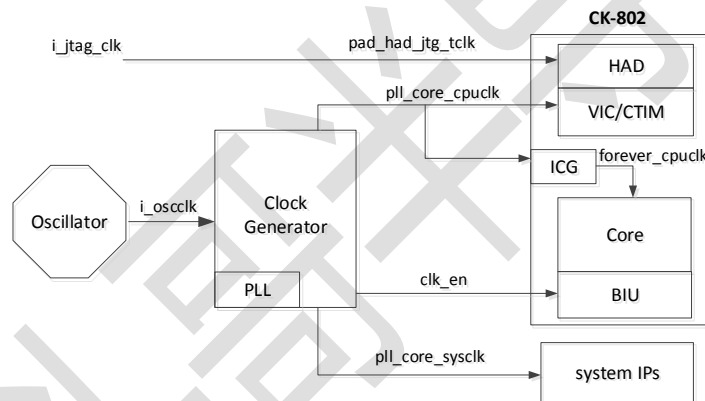 CK-802
i_jtag_clk
pad_had_jtg_tclk
HAD
pll_core_cpuclk
VIC/CTIM
ICG
forever_cpuclk
i_oscclk
Oscillator
Clock
Generator
Core
PLL
clk_en
BIU
pll_core_sysclk
system IPs